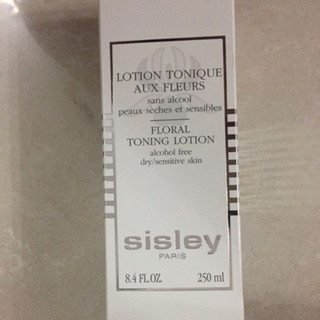 LOTION TONIQUE
AUX FLEURS
sans alcool
peaux sèches et sensibles
FLORAL
TONING LOTION
alcohol free
dry/sensitive skin
sisley
PARIS
8.4 FL.OZ. 250 ml